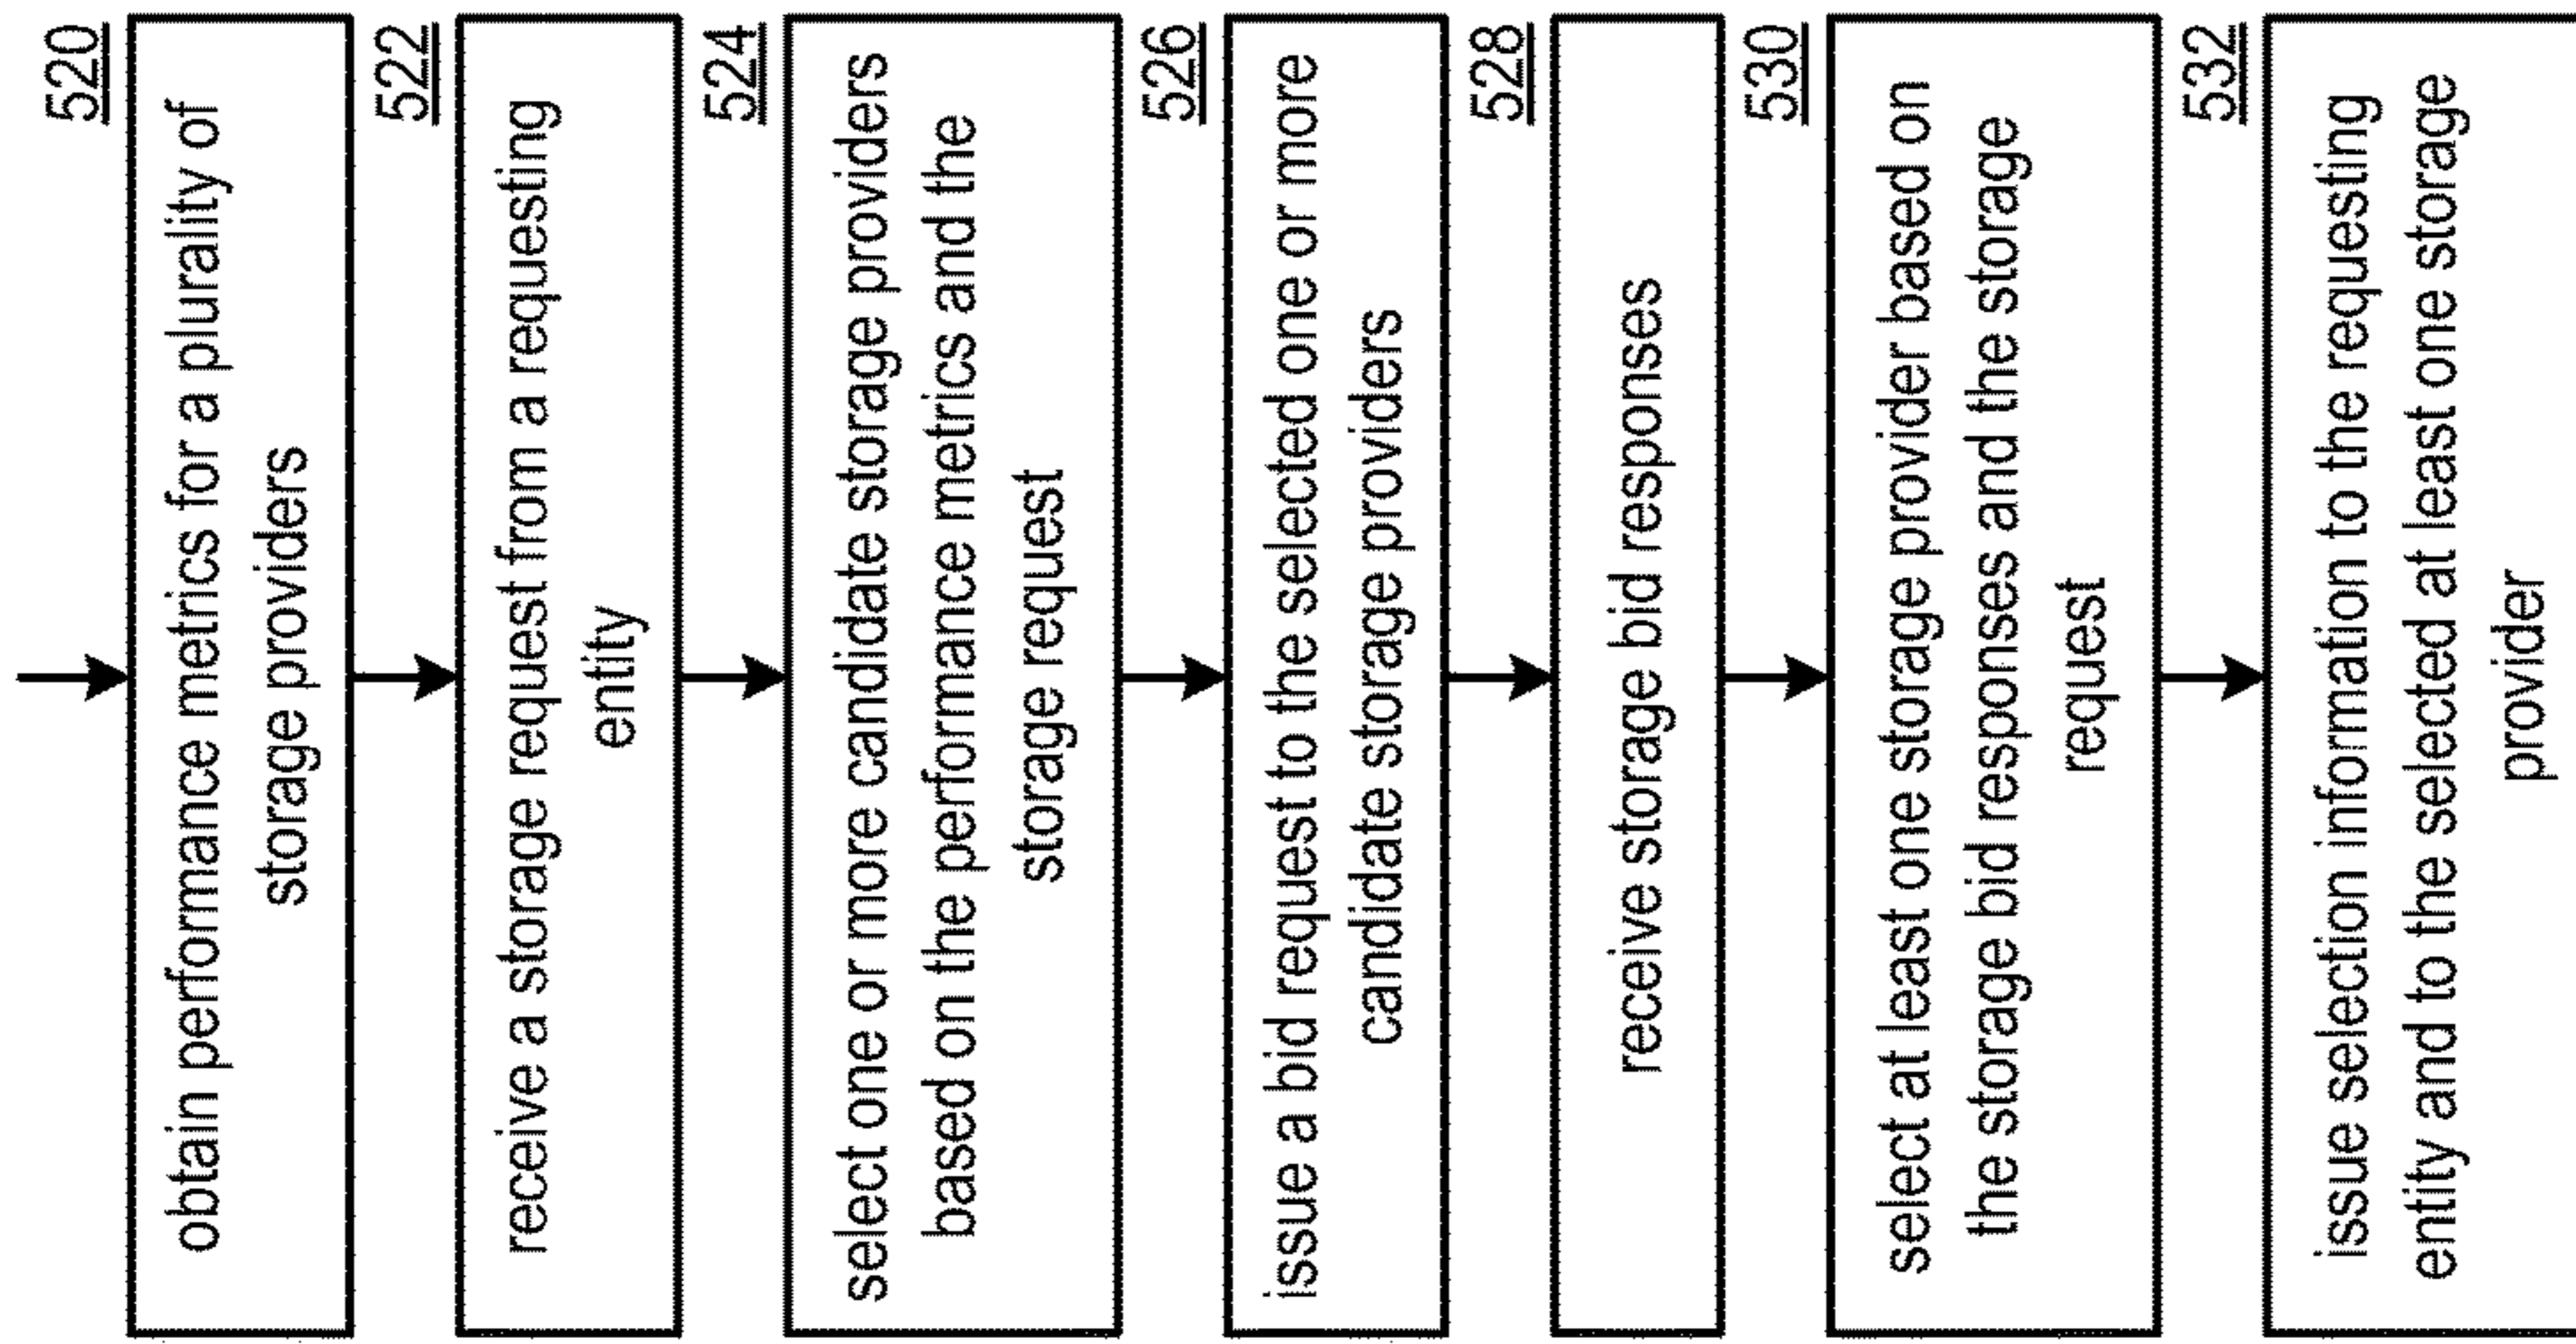 520
obtain performance metrics for a plurality of
storage providers
522
receive a storage request from a requesting
entity
524
select one or more candidate storage providers
based on the performance metrics and the
storage request
526
issue a bid request to the selected one or more
candidate storage providers
528
receive storage bid responses
530
select at least one storage provider based on
the storage bid responses and the storage
request
532
issue selection information to the requesting
entity and to the selected at least one storage
provider